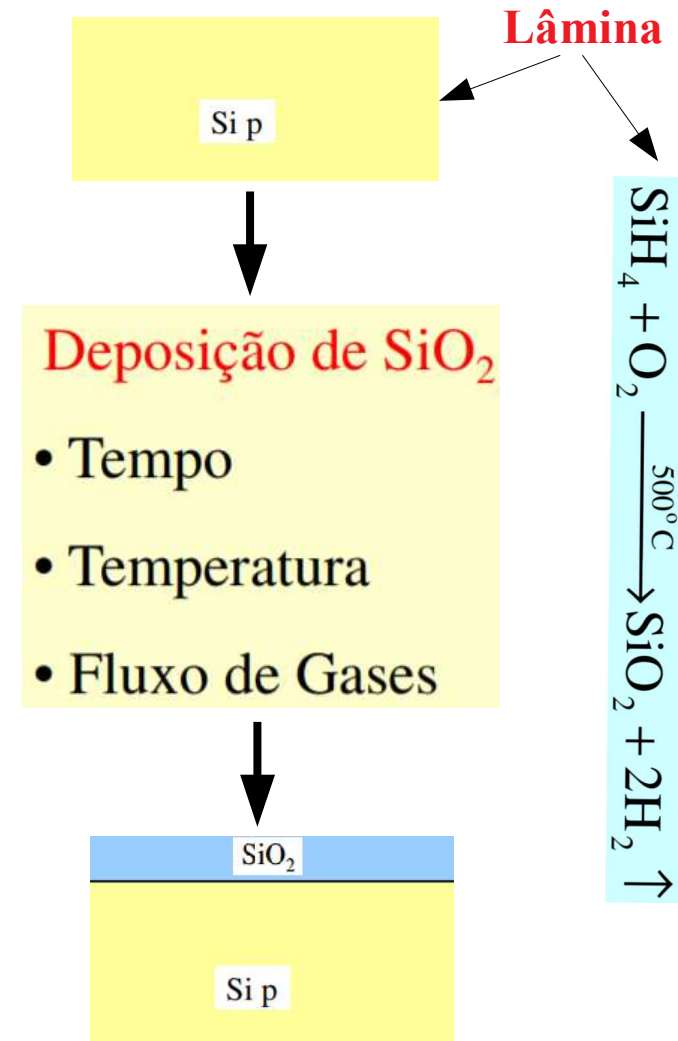 Lâmina
Si p
Deposição de SiO₂
• Tempo
• Temperatura
• Fluxo de Gases
SiO₂
Si p
SiH₄ + O₂ ⟶ 500°C SiO₂ + 2H₂ ↑